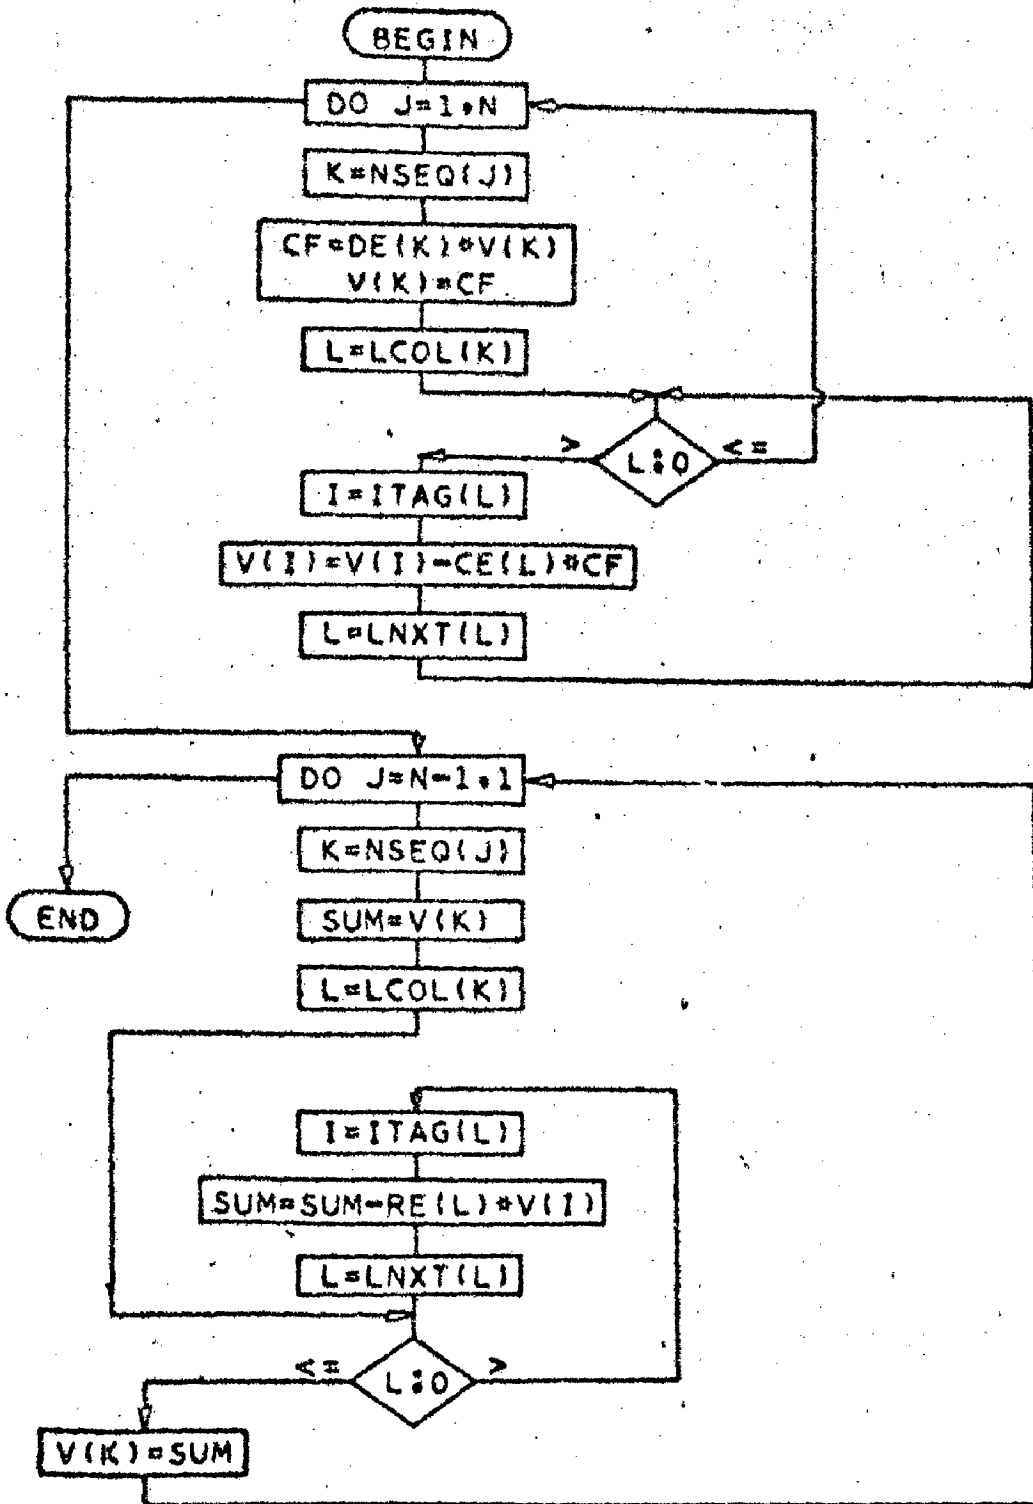 BEGIN
DO J=1,N
K=NSEQ(J)
CF=DE(K)*V(K)
V(K)=CF
L=LCOL(K)
> L:0 <=
I=ITAG(L)
V(I)=V(I)-CE(L)*CF
L=LNXT(L)
DO J=N-1,1
K=NSEQ(J)
END
SUM=V(K)
L=LCOL(K)
I=ITAG(L)
SUM=SUM-RE(L)*V(I)
L=LNXT(L)
<= L:0 >
V(K)=SUM